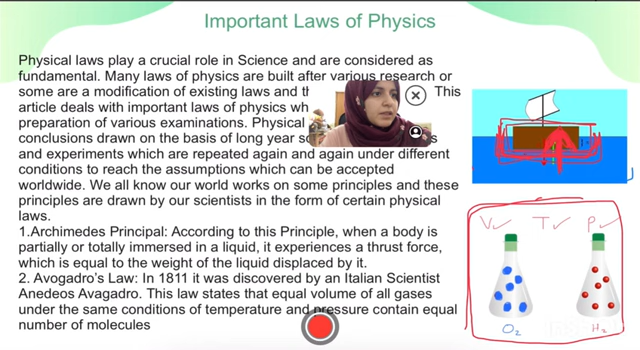 Important Laws of Physics
Physical laws play a crucial role in Science and are considered as
fundamental. Many laws of physics are built after various research or
some are a modification of existing laws and th This
article deals with important laws of physics wh
preparation of various examinations. Physical
conclusions drawn on the basis of long year
and experiments which are repeated again and again under different
conditions to reach the assumptions which can be accepted
worldwide. We all know our world works on some principles and these
principles are drawn by our scientists in the form of certain physical
laws.
1.Archimedes Principal: According to this Principle, when a body is
partially or totally immersed in a liquid, it experiences a thrust force,
which is equal to the weight of the liquid displaced by it.
2. Avogadro's Law: In 1811 it was discovered by an Italian Scientist
Anedeos Avagadro. This law states that equal volume of all gases
under the same conditions of temperature and pressure contain equal
number of molecules
V✓ T✓ P✓
O₂ H₂